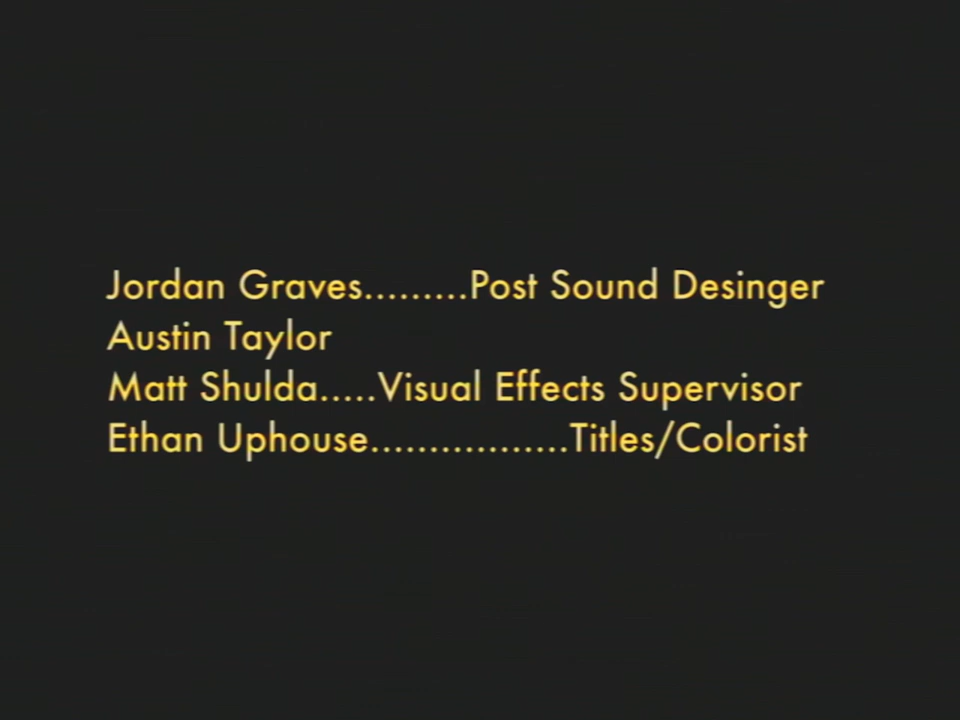 Jordan Graves.........Post Sound Desinger
Austin Taylor
Matt Shulda.....Visual Effects Supervisor
Ethan Uphouse.................Titles/Colorist